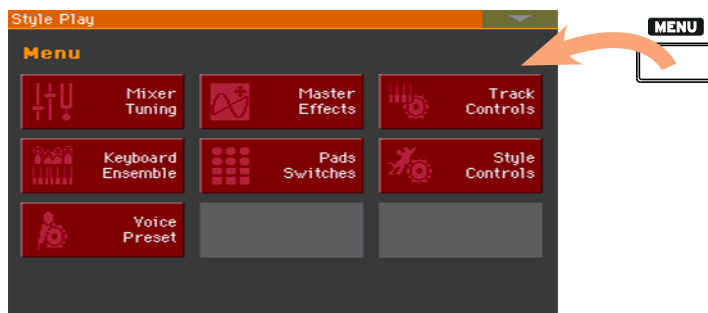 Style Play
MENU
Menu
Mixer
Tuning
Master
Effects
Track
Controls
Keyboard
Ensemble
Pads
Switches
Style
Controls
Voice
Preset